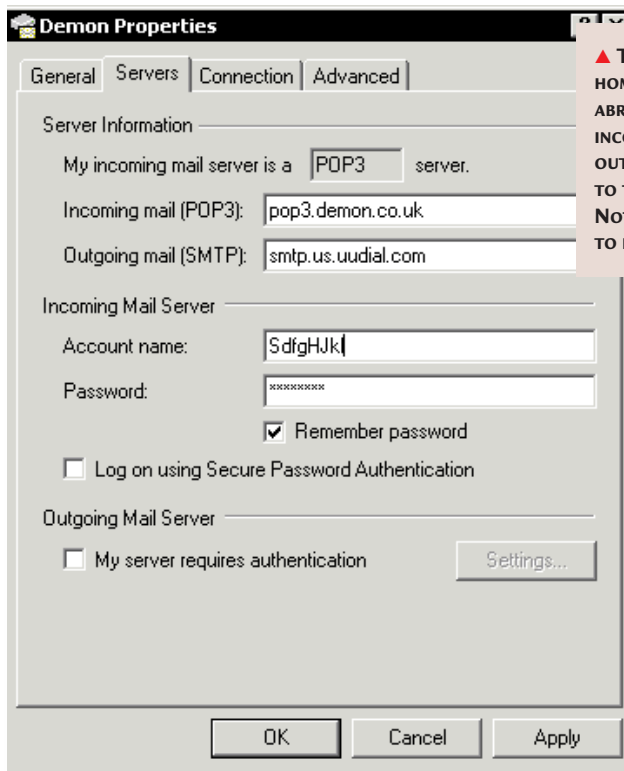 Demon Properties
General Servers Connection Advanced
Server Information
My incoming mail server is a POP3 server.
Incoming mail (POP3): pop3.demon.co.uk
Outgoing mail (SMTP): smtp.us.uudial.com
Incoming Mail Server
Account name: SdfgHJkl
Password: ********
Remember password
Log on using Secure Password Authentication
Outgoing Mail Server
My server requires authentication Settings...
OK Cancel Apply
TO